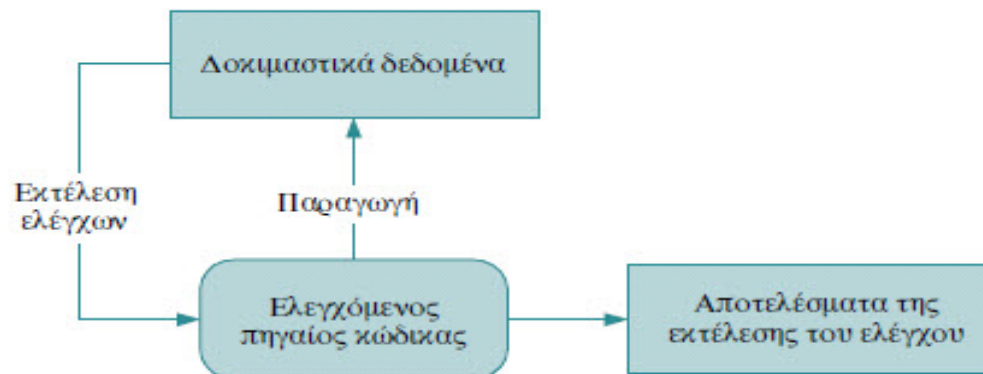 Δοκιμαστικά δεδομένα
Εκτέλεση
ελέγχων
Παραγωγή
Ελεγχόμενος
πηγαίος κώδικας
Αποτελέσματα της
εκτέλεσης του ελέγχου